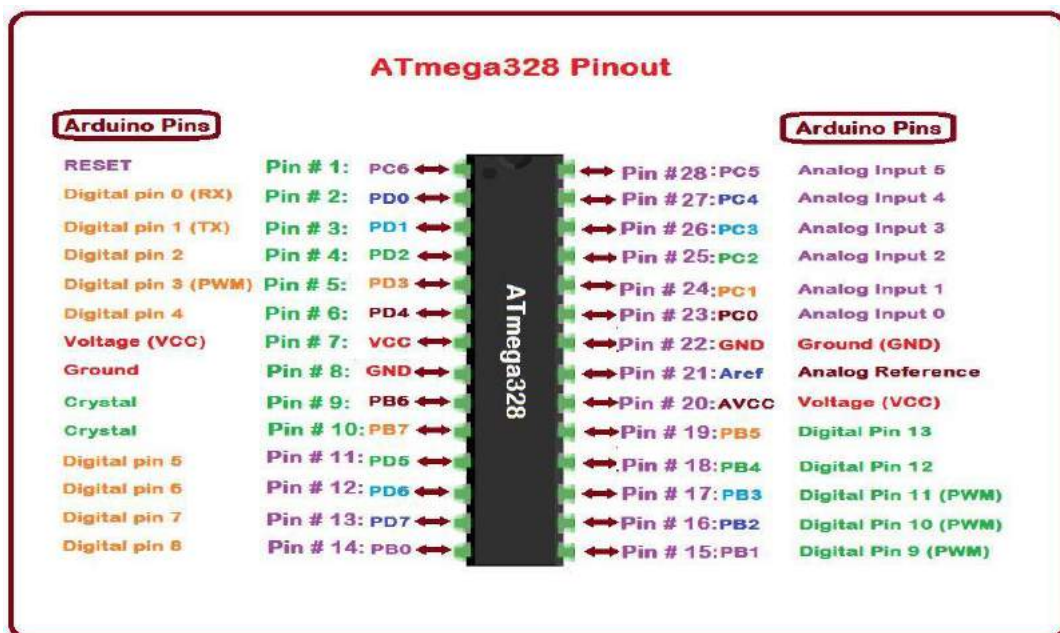 ATmega328 Pinout
Arduino Pins
Arduino Pins
RESET Pin # 1: PC6 Pin #28:PC5 Analog Input 5
Digital pin 0 (RX) Pin # 2: PD0 Pin #27:PC4 Analog Input 4
Digital pin 1 (TX) Pin # 3: PD1 Pin # 26:PC3 Analog Input 3
Digital pin 2 Pin # 4: PD2 Pin # 25:PC2 Analog Input 2
Digital pin 3 (PWM) Pin # 5: PD3 Pin # 24:PC1 Analog Input 1
Digital pin 4 Pin # 6: PD4 Pin # 23:PC0 Analog Input 0
Voltage (VCC) Pin # 7: VCC Pin # 22:GND Ground (GND)
Ground Pin # 8: GND Pin # 21:Aref Analog Reference
Crystal Pin # 9: PB6 Pin # 20:AVCC Voltage (VCC)
Crystal Pin # 10:PB7 Pin # 19:PB5 Digital Pin 13
Digital pin 5 Pin # 11: PD5 Pin # 18:PB4 Digital Pin 12
Digital pin 6 Pin # 12: PD6 Pin # 17:PB3 Digital Pin 11 (PWM)
Digital pin 7 Pin # 13: PD7 Pin # 16:PB2 Digital Pin 10 (PWM)
Digital pin 8 Pin # 14: PB0 Pin # 15:PB1 Digital Pin 9 (PWM)
ATmega328